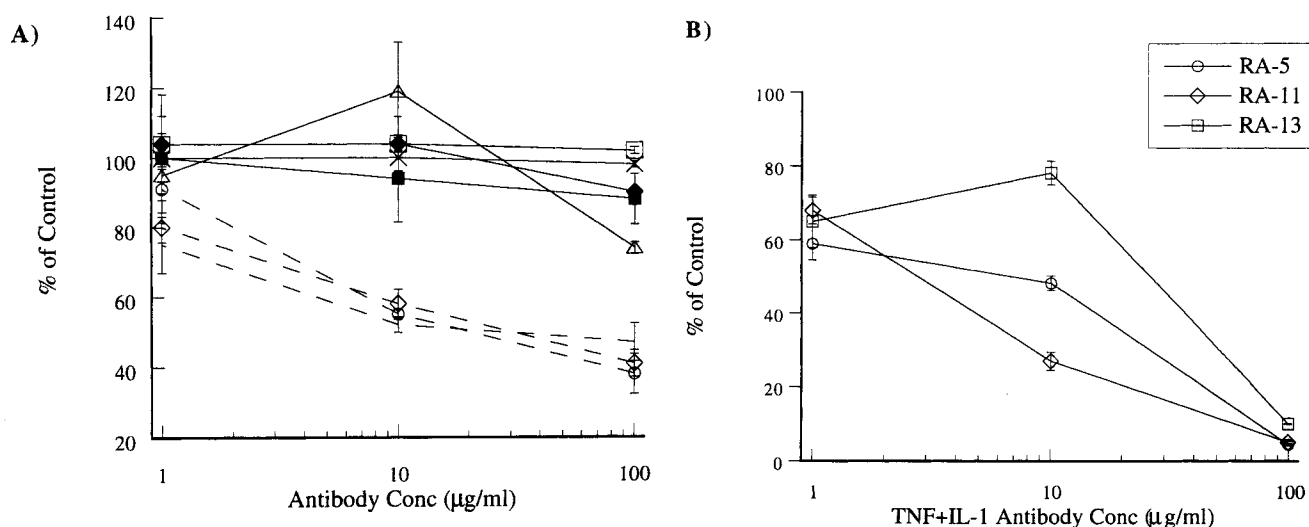 A)
140
120
100
80
60
40
20
% of Control
1
10
100
Antibody Conc (µg/ml)
B)
RA-5
RA-11
RA-13
100
80
60
40
20
0
% of Control
1
10
100
TNF+IL-1 Antibody Conc (µg/ml)